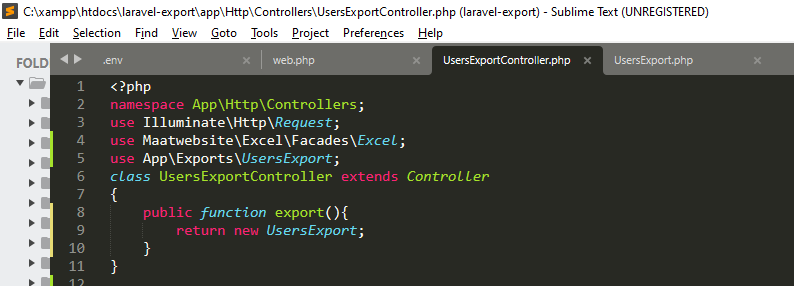 C:\xampp\htdocs\laravel-export\app\Http\Controllers\UsersExportController.php (laravel-export) - Sublime Text (UNREGISTERED)
File Edit Selection Find View Goto Tools Project Preferences Help
FOLD
.env × web.php × UsersExportController.php × UsersExport.php ×
1 <?php
2 namespace App\Http\Controllers;
3 use Illuminate\Http\Request;
4 use Maatwebsite\Excel\Facades\Excel;
5 use App\Exports\UsersExport;
6 class UsersExportController extends Controller
7 {
8 public function export(){
9 return new UsersExport;
10 }
11 }
12